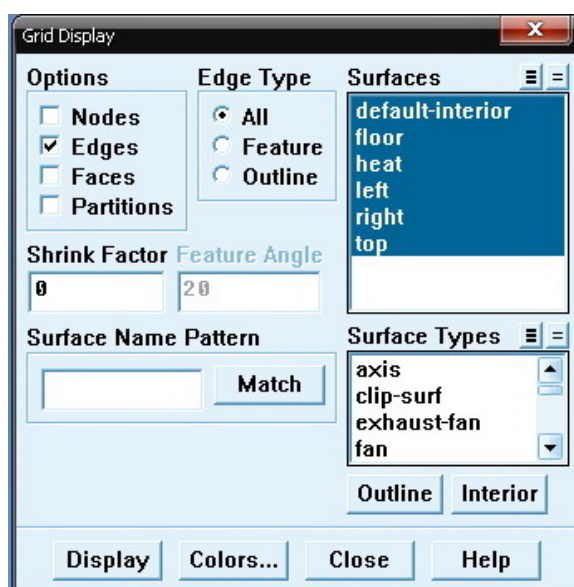 Grid Display
Options
Nodes
Edges
Faces
Partitions
Edge Type
All
Feature
Outline
Surfaces
default-interior
floor
heat
left
right
top
Shrink Factor
0
Feature Angle
20
Surface Name Pattern
Match
Surface Types
axis
clip-surf
exhaust-fan
fan
Outline
Interior
Display
Colors...
Close
Help